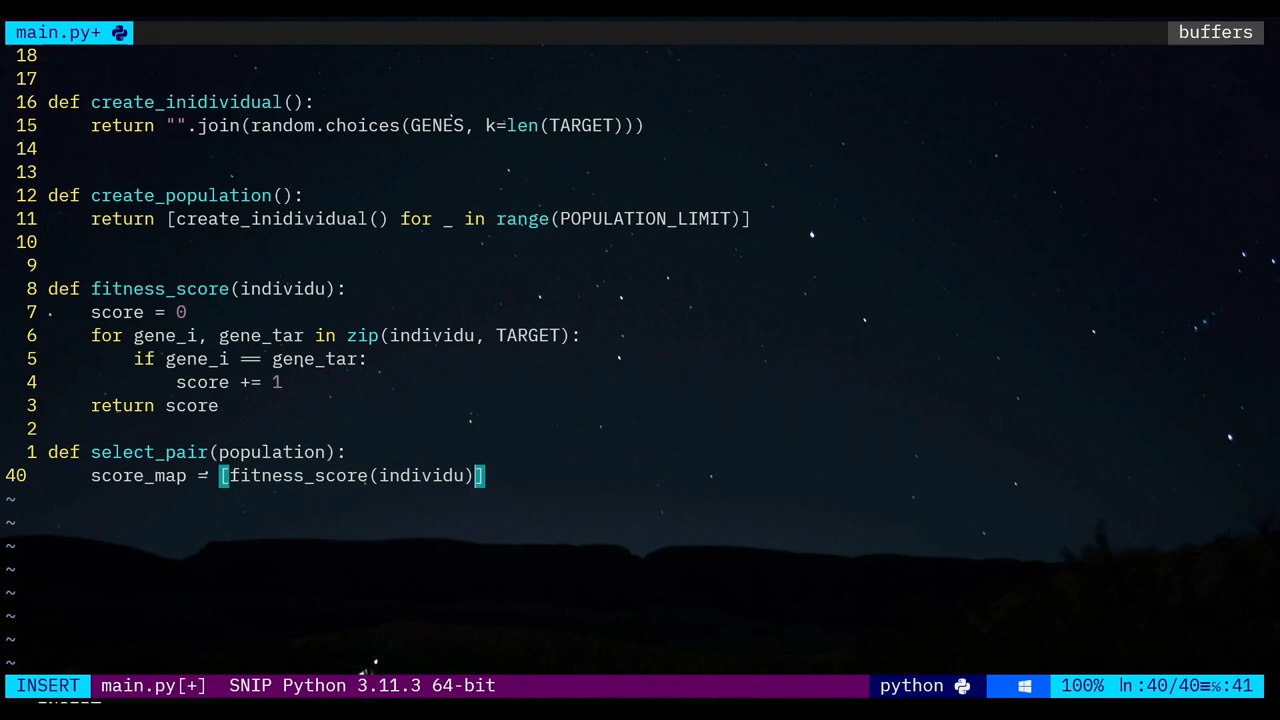 main.py+ buffers
18
17
16 def create_inidividual():
15 return "".join(random.choices(GENES, k=len(TARGET)))
14
13
12 def create_population():
11 return [create_inidividual() for _ in range(POPULATION_LIMIT)]
10
9
8 def fitness_score(individu):
7 score = 0
6 for gene_i, gene_tar in zip(individu, TARGET):
5 if gene_i == gene_tar:
4 score += 1
3 return score
2
1 def select_pair(population):
40 score_map = [fitness_score(individu)]
~
~
~
~
~
~
~
~
INSERT main.py[+] SNIP Python 3.11.3 64-bit python 100% ln:40/40≡%:41